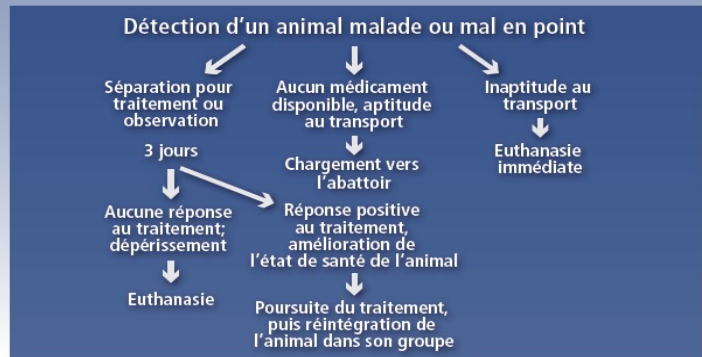 Détection d’un animal malade ou mal en point
Séparation pour
traitement ou
observation
3 jours
Aucune réponse
au traitement;
dépérissement
Euthanasie
Aucun médicament
disponible, aptitude
au transport
Chargement vers
l’abattoir
Réponse positive
au traitement,
amélioration de
l’état de santé de l’animal
Poursuite du traitement,
puis réintégration de
l’animal dans son groupe
Inaptitude au
transport
Euthanasie
immédiate